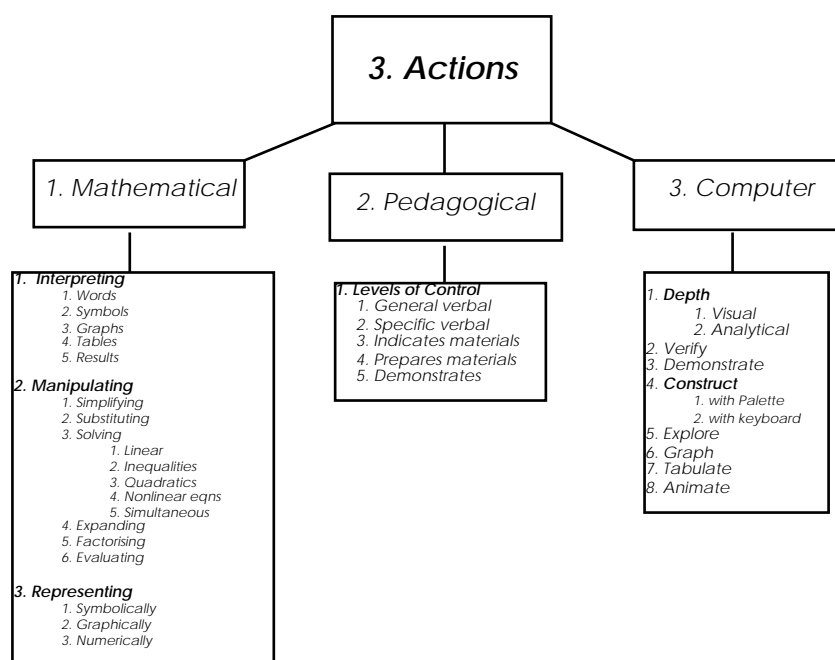 3. Actions
1. Mathematical
2. Pedagogical
3. Computer
1. Interpreting
1. Words
2. Symbols
3. Graphs
4. Tables
5. Results
2. Manipulating
1. Simplifying
2. Substituting
3. Solving
1. Linear
2. Inequalities
3. Quadratics
4. Nonlinear eqns
5. Simultaneous
4. Expanding
5. Factorising
6. Evaluating
3. Representing
1. Symbolically
2. Graphically
3. Numerically
1. Levels of Control
1. General verbal
2. Specific verbal
3. Indicates materials
4. Prepares materials
5. Demonstrates
1. Depth
1. Visual
2. Analytical
2. Verify
3. Demonstrate
4. Construct
1. with Palette
2. with keyboard
5. Explore
6. Graph
7. Tabulate
8. Animate